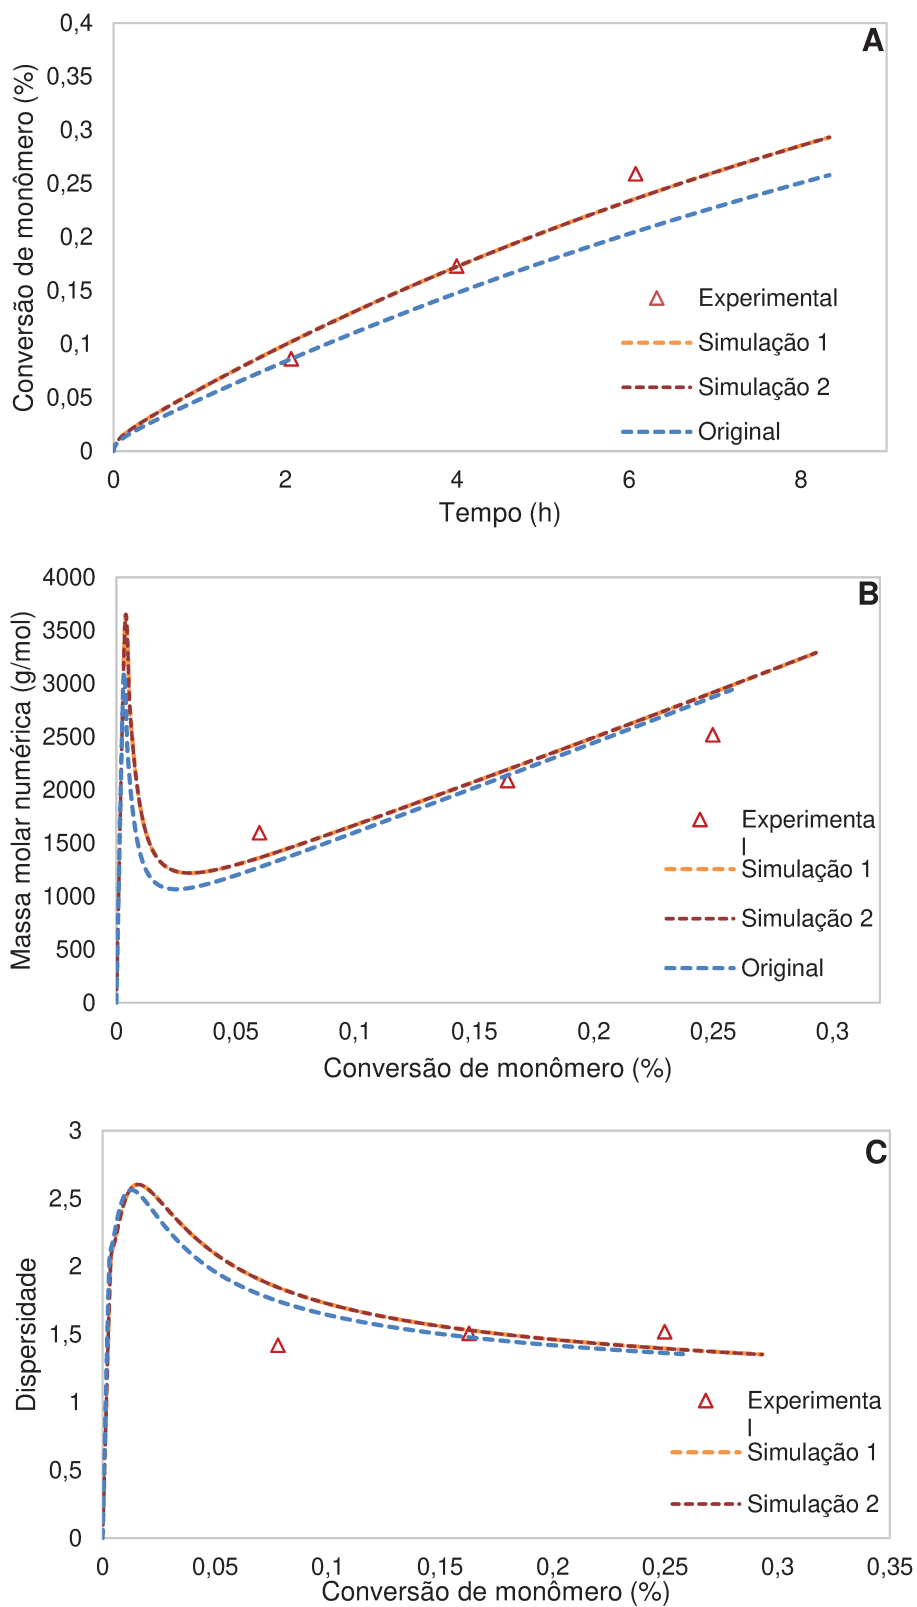 A
Conversão de monômero (%)
0,4
0,35
0,3
0,25
0,2
0,15
0,1
0,05
0
0 2 4 6 8
Tempo (h)
Experimental
Simulação 1
Simulação 2
Original
B
Massa molar numérica (g/mol)
4000
3500
3000
2500
2000
1500
1000
500
0
0 0,05 0,1 0,15 0,2 0,25 0,3
Conversão de monômero (%)
Experimenta
l
Simulação 1
Simulação 2
Original
C
Dispersidade
3
2,5
2
1,5
1
0,5
0
0 0,05 0,1 0,15 0,2 0,25 0,3 0,35
Conversão de monômero (%)
Experimenta
l
Simulação 1
Simulação 2